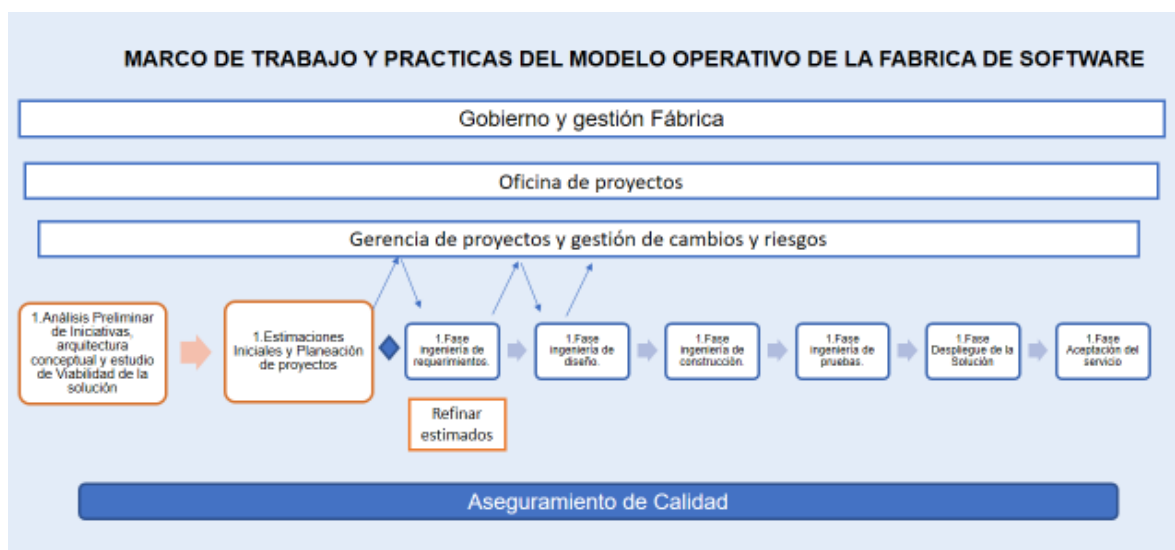 MARCO DE TRABAJO Y PRACTICAS DEL MODELO OPERATIVO DE LA FABRICA DE SOFTWARE
Gobierno y gestión Fábrica
Oficina de proyectos
Gerencia de proyectos y gestión de cambios y riesgos
1.Análisis Preliminar
de Iniciativas,
arquitectura
conceptual y estudio
de Viabilidad de la
solución
1.Estimaciones
Iniciales y Planeación
de proyectos
1.Fase
ingeniería de
requerimientos.
1.Fase
ingeniería de
diseño.
1.Fase
ingeniería de
construcción.
1.Fase
ingeniería de
pruebas.
1.Fase
Despliegue de la
Solución
1.Fase
Aceptación del
servicio
Refinar
estimados
Aseguramiento de Calidad